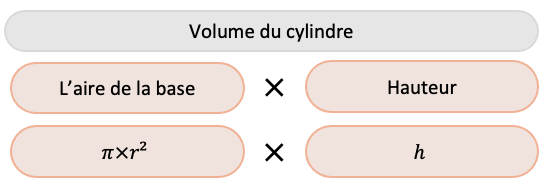 Volume du cylindre
L’aire de la base × Hauteur
π×r² × h